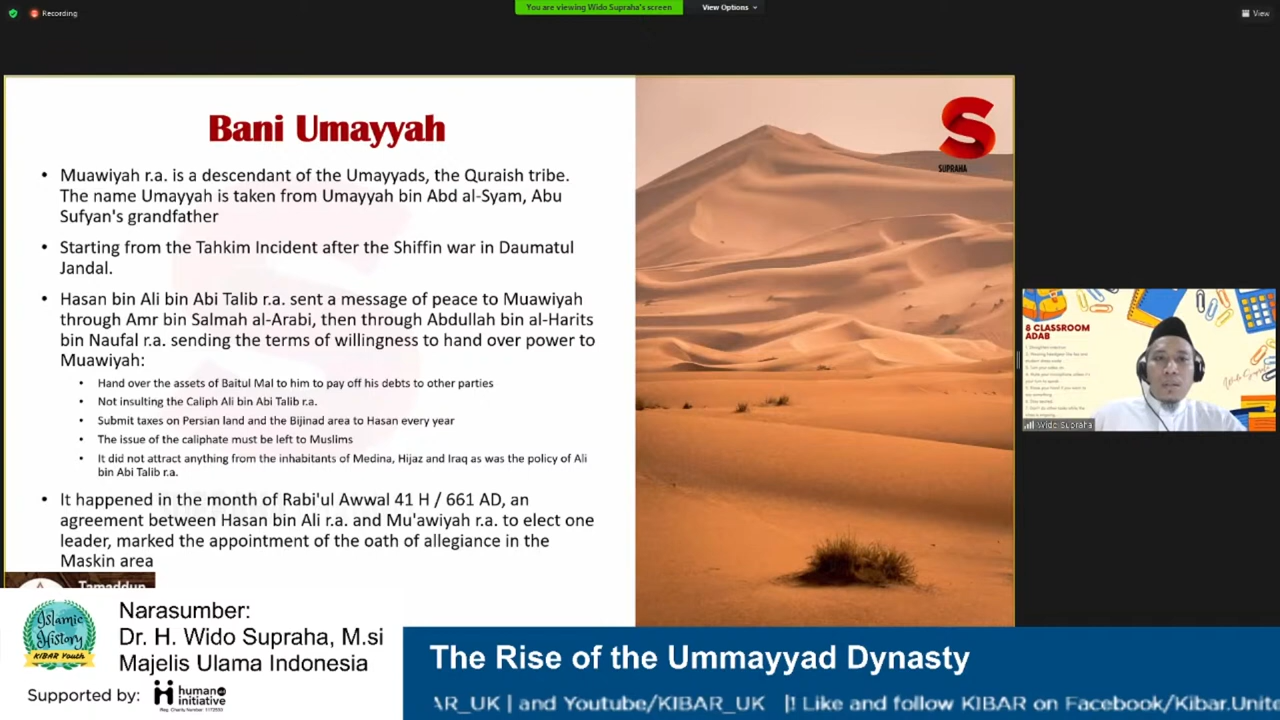 Recording
You are viewing Wido Supraha's screen
View Options
View
Bani Umayyah
SUPRAHA
• Muawiyah r.a. is a descendant of the Umayyads, the Quraish tribe.
The name Umayyah is taken from Umayyah bin Abd al-Syam, Abu
Sufyan's grandfather
• Starting from the Tahkim Incident after the Shiffin war in Daumatul
Jandal.
• Hasan bin Ali bin Abi Talib r.a. sent a message of peace to Muawiyah
through Amr bin Salmah al-Arabi, then through Abdullah bin al-Harits
bin Naufal r.a. sending the terms of willingness to hand over power to
Muawiyah:
• Hand over the assets of Baitul Mal to him to pay off his debts to other parties
• Not insulting the Caliph Ali bin Abi Talib r.a.
• Submit taxes on Persian land and the Bijinad area to Hasan every year
• The issue of the caliphate must be left to Muslims
• It did not attract anything from the inhabitants of Medina, Hijaz and Iraq as was the policy of Ali
bin Abi Talib r.a.
• It happened in the month of Rabi'ul Awwal 41 H / 661 AD, an
agreement between Hasan bin Ali r.a. and Mu'awiyah r.a. to elect one
leader, marked the appointment of the oath of allegiance in the
Maskin area
8 CLASSROOM
ADAB
Wido Supraha
Tamaddun
Islamic
History
KIBAR Youth
Narasumber:
Dr. H. Wido Supraha, M.si
Majelis Ulama Indonesia
Supported by:
human
initiative
The Rise of the Ummayyad Dynasty
AR_UK | and Youtube/KIBAR_UK |! Like and follow KIBAR on Facebook/Kibar.Unite